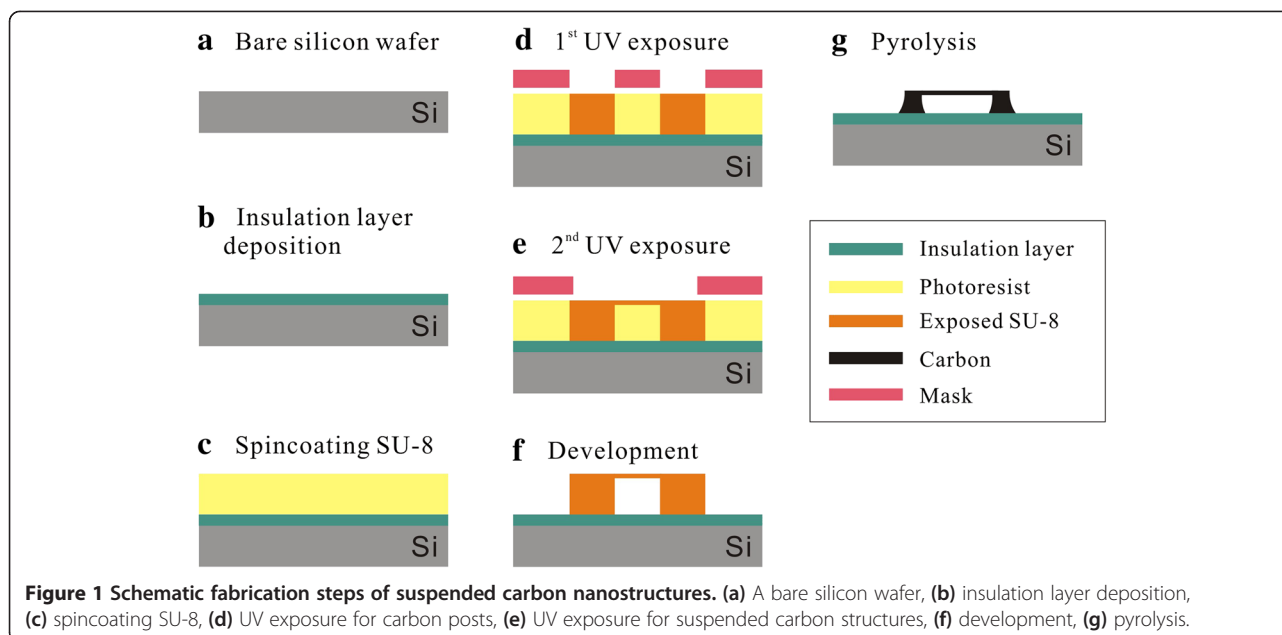 a Bare silicon wafer
Si
b Insulation layer
deposition
Si
c Spincoating SU-8
Si
d 1st UV exposure
Si
e 2nd UV exposure
Si
f Development
Si
g Pyrolysis
Si
Insulation layer
Photoresist
Exposed SU-8
Carbon
Mask
Figure 1 Schematic fabrication steps of suspended carbon nanostructures. (a) A bare silicon wafer, (b) insulation layer deposition,
(c) spincoating SU-8, (d) UV exposure for carbon posts, (e) UV exposure for suspended carbon structures, (f) development, (g) pyrolysis.